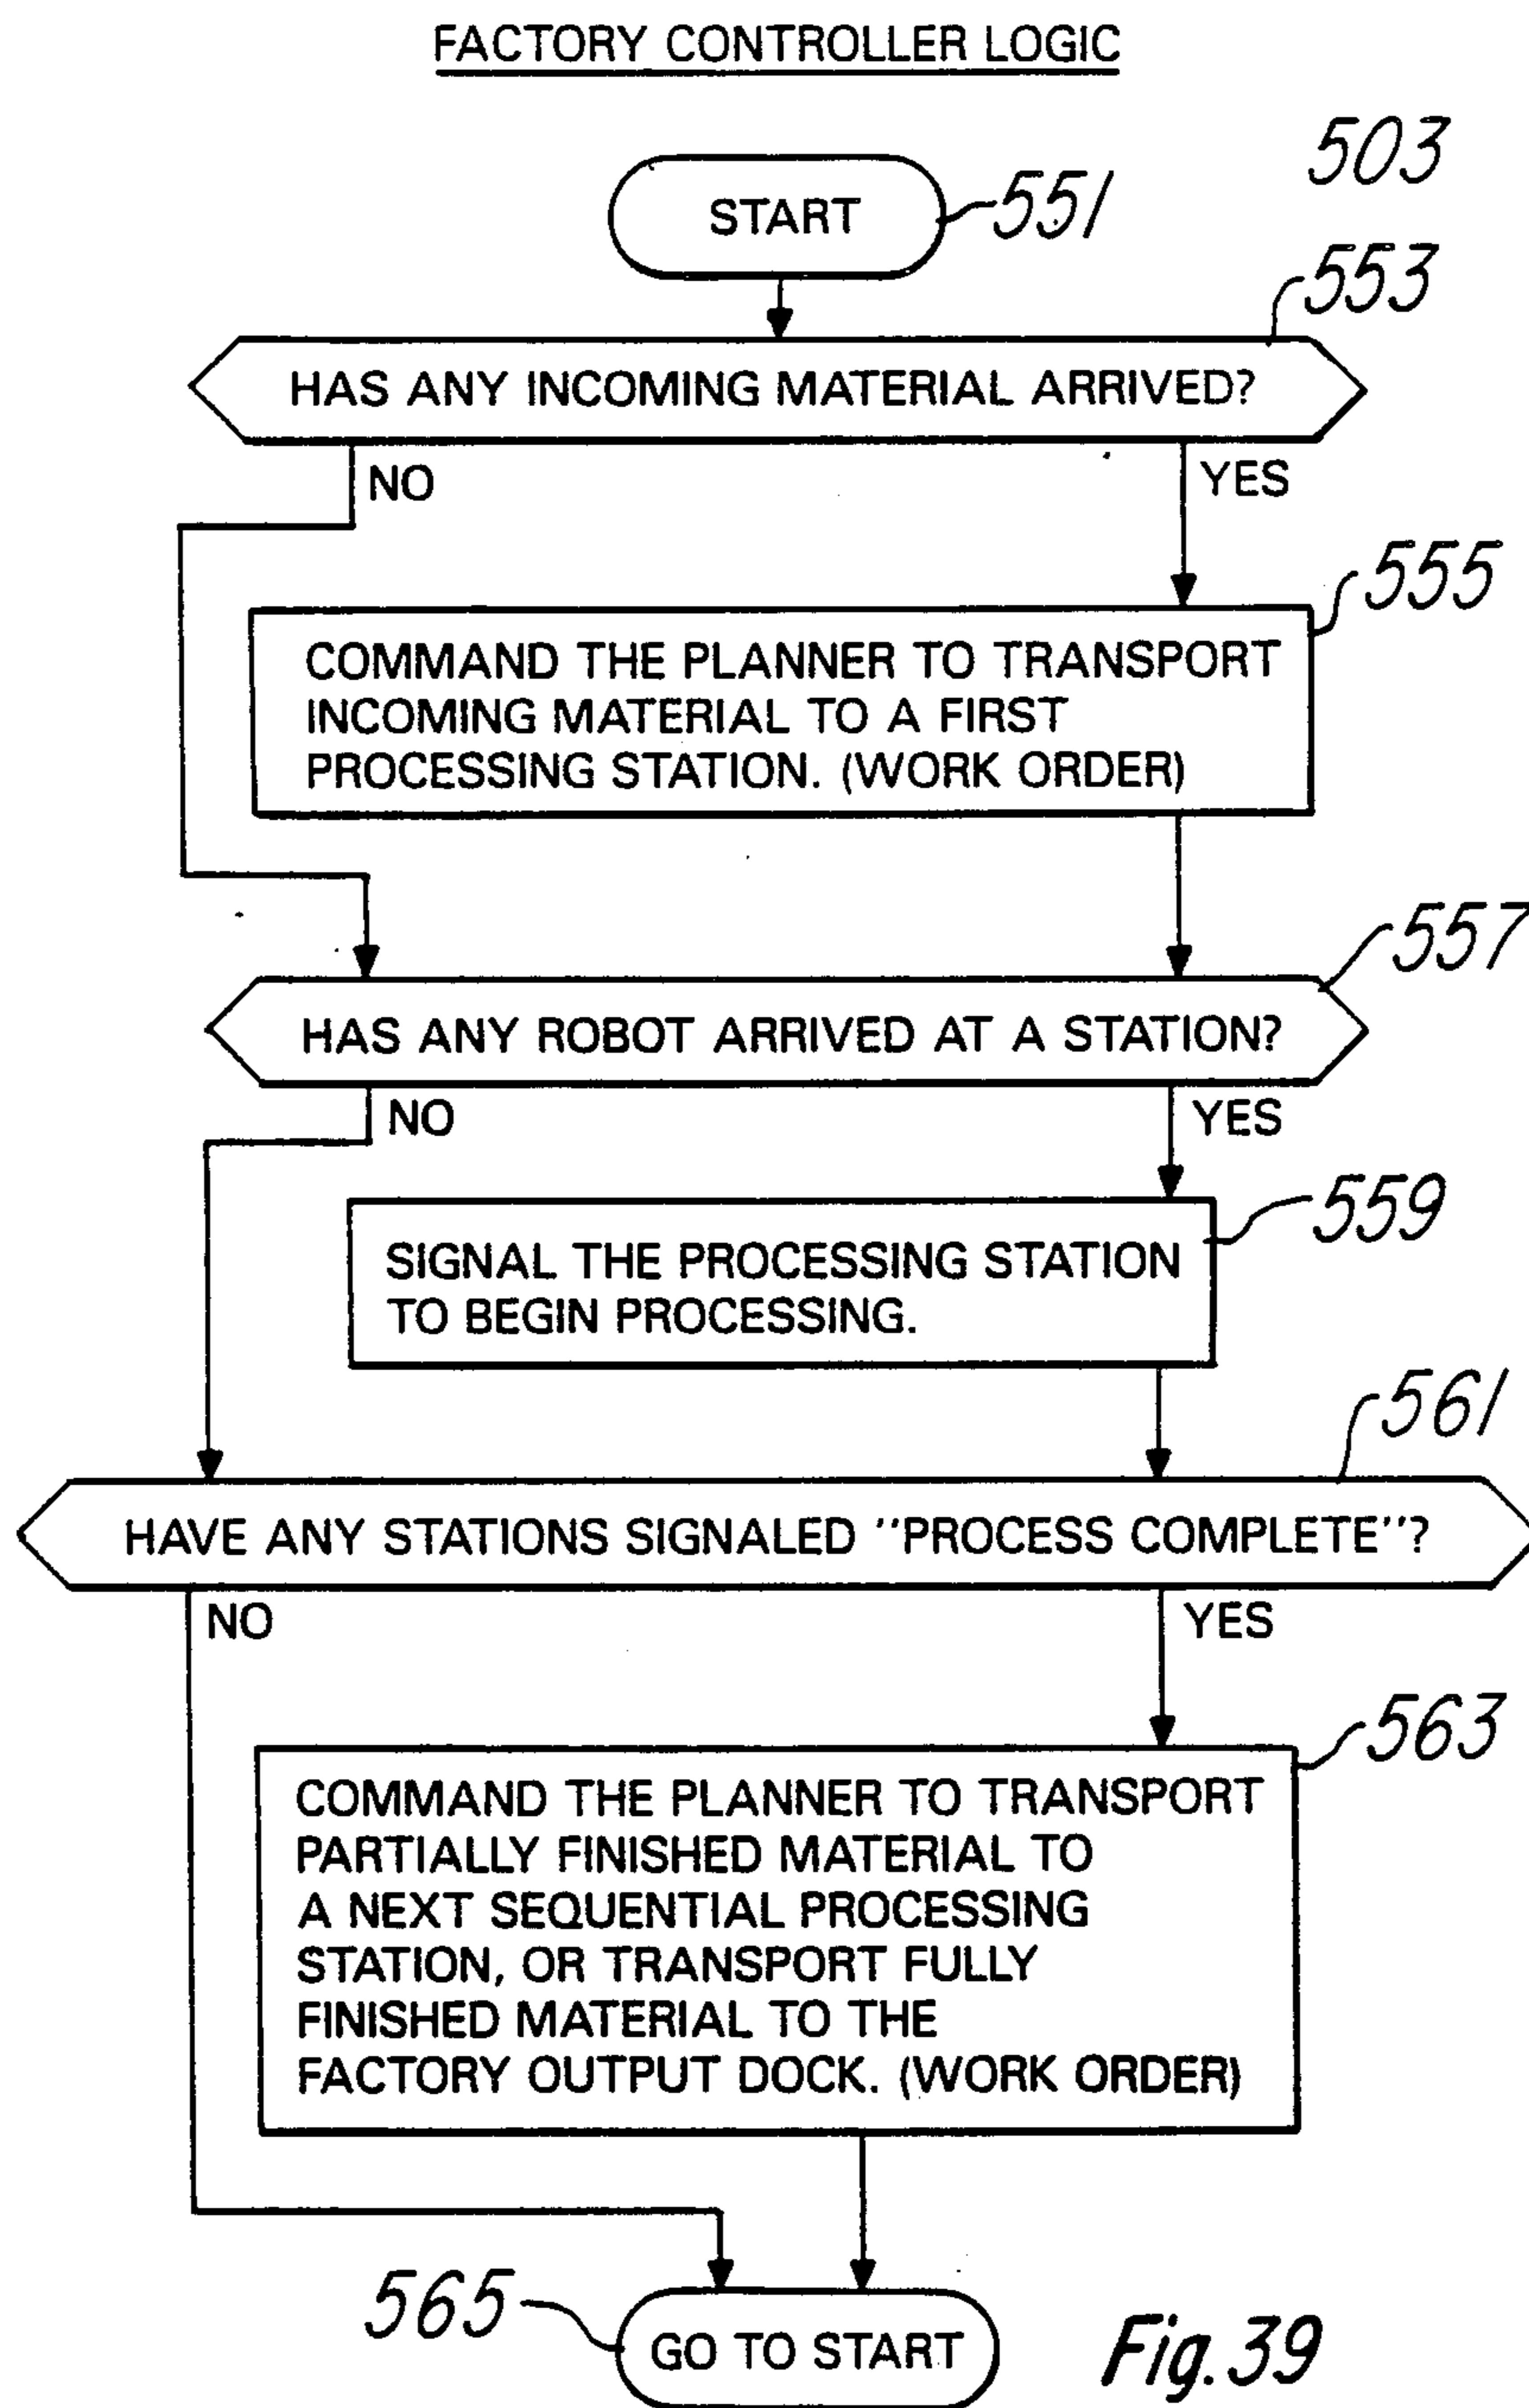 FACTORY CONTROLLER LOGIC
503
START
551
553
HAS ANY INCOMING MATERIAL ARRIVED?
NO
YES
555
COMMAND THE PLANNER TO TRANSPORT
INCOMING MATERIAL TO A FIRST
PROCESSING STATION. (WORK ORDER)
557
HAS ANY ROBOT ARRIVED AT A STATION?
NO
YES
559
SIGNAL THE PROCESSING STATION
TO BEGIN PROCESSING.
561
HAVE ANY STATIONS SIGNALED "PROCESS COMPLETE"?
NO
YES
563
COMMAND THE PLANNER TO TRANSPORT
PARTIALLY FINISHED MATERIAL TO
A NEXT SEQUENTIAL PROCESSING
STATION, OR TRANSPORT FULLY
FINISHED MATERIAL TO THE
FACTORY OUTPUT DOCK. (WORK ORDER)
565
GO TO START
Fig. 39